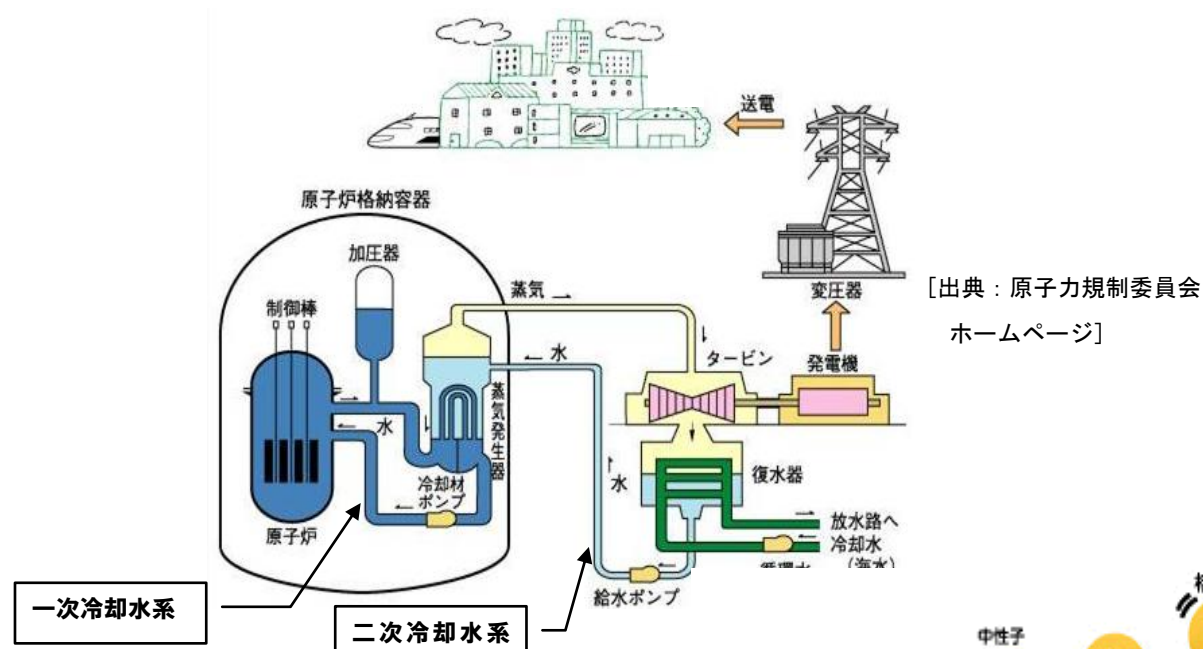 送電
原子炉格納容器
加圧器
制御棒
蒸気
水
タービン
変圧器
発電機
[出典：原子力規制委員会
ホームページ]
水
蒸気発生器
冷却材
ポンプ
原子炉
水
復水器
放水路へ
冷却水
(海水)
給水ポンプ
一次冷却水系
二次冷却水系
中性子